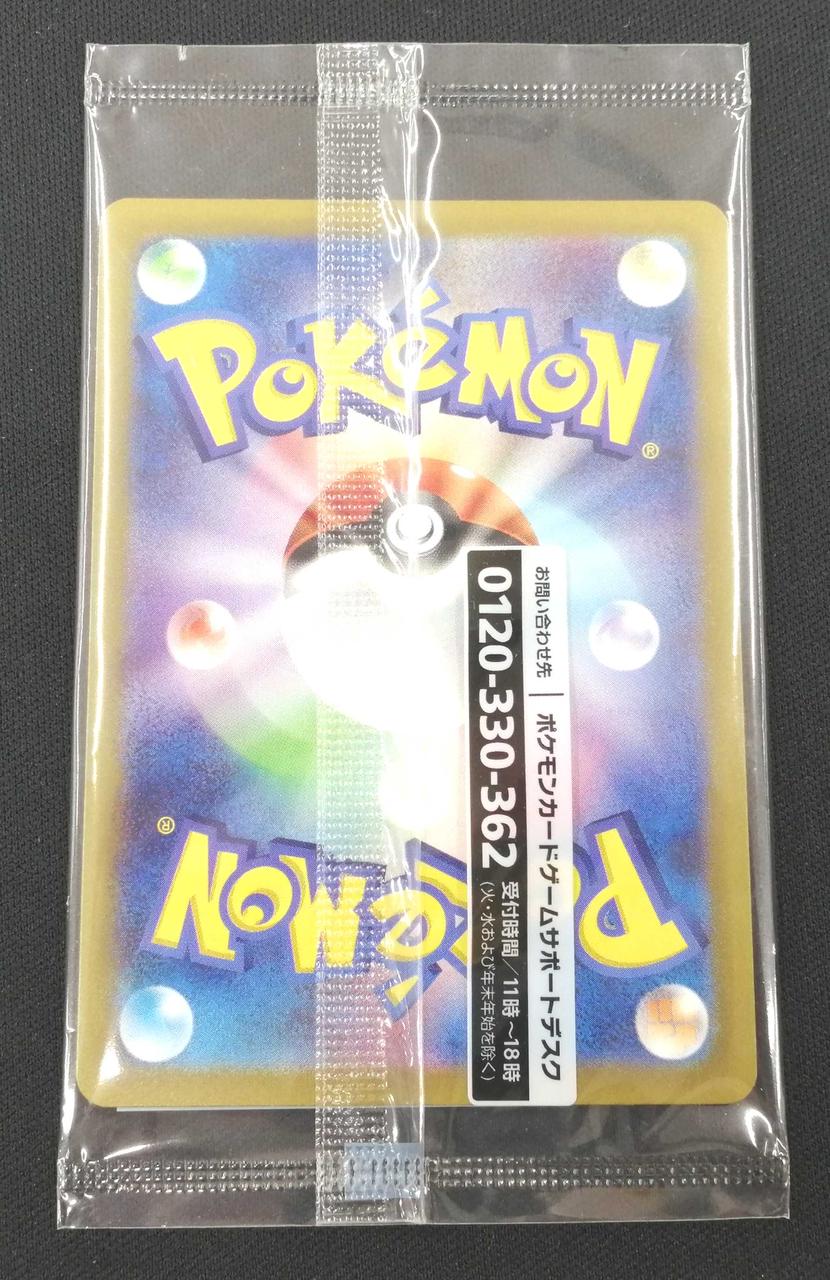 POKéMON
®
お問い合わせ先 | ポケモンカードゲームサポートデスク
0120-330-362 受付時間／11時〜18時
(火・水および年末年始を除く)
POKéMON
®